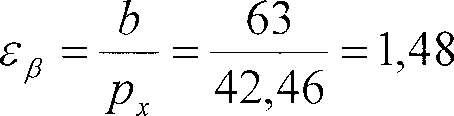 ε_β = b / p_x = 63 / 42,46 = 1,48